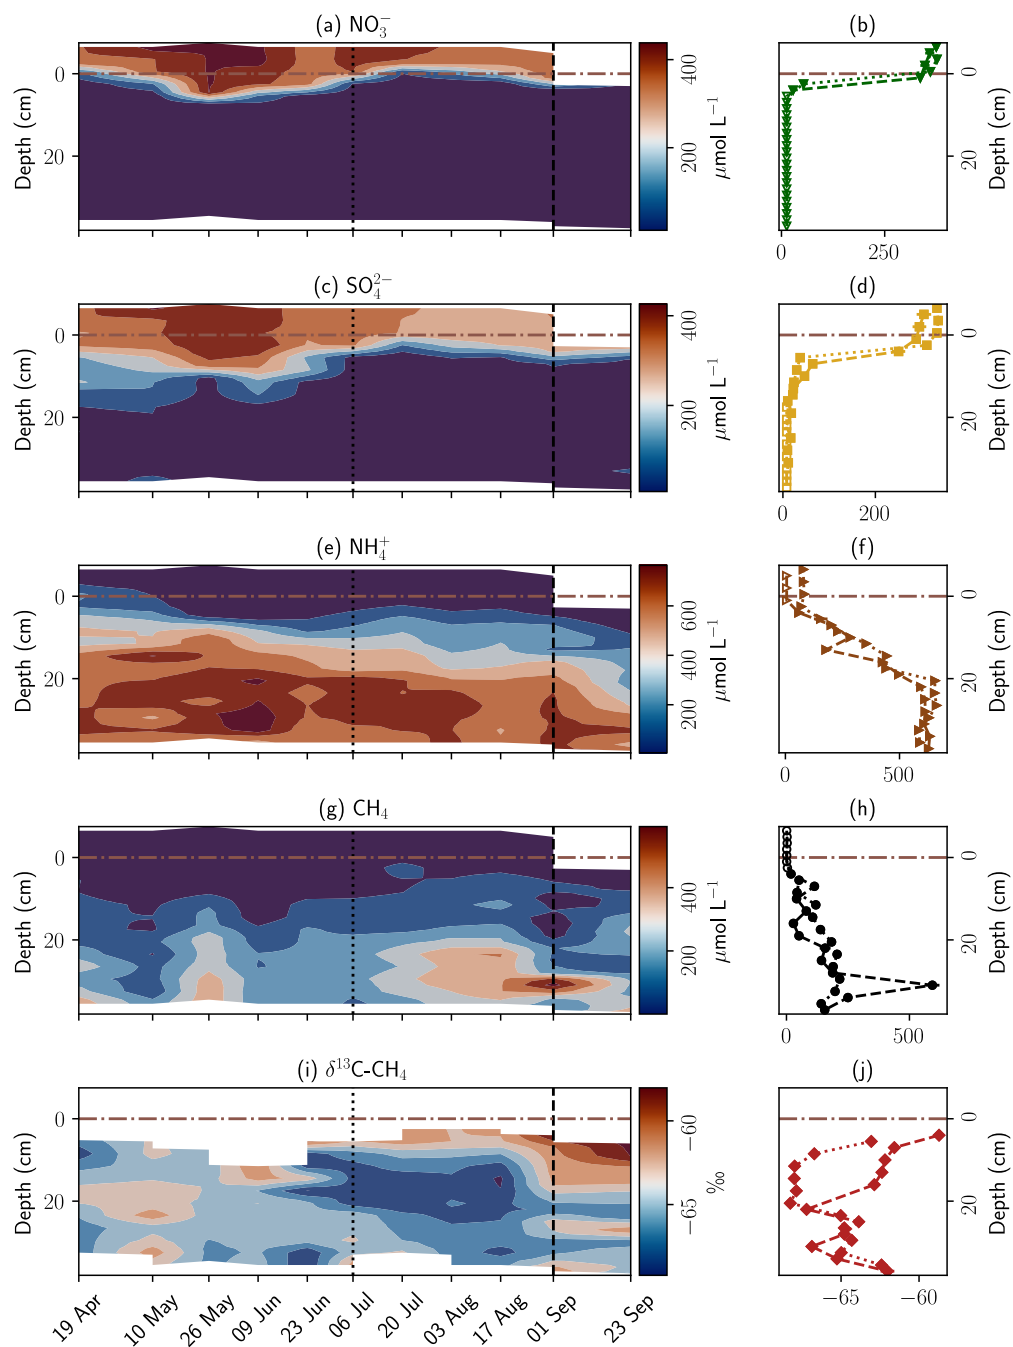 (a) NO₃⁻
(b)
0
20
Depth (cm)
200
400
μmol L⁻¹
0
250
0
20
Depth (cm)
(c) SO₄²⁻
(d)
0
20
Depth (cm)
200
400
μmol L⁻¹
0
200
0
20
Depth (cm)
(e) NH₄⁺
(f)
0
20
Depth (cm)
200
400
600
μmol L⁻¹
0
500
0
20
Depth (cm)
(g) CH₄
(h)
0
20
Depth (cm)
200
400
μmol L⁻¹
0
500
0
20
Depth (cm)
(i) δ¹³C-CH₄
(j)
0
20
Depth (cm)
−65
−60
‰
−65
−60
0
20
Depth (cm)
19 Apr
10 May
26 May
09 Jun
23 Jun
06 Jul
20 Jul
03 Aug
17 Aug
01 Sep
23 Sep